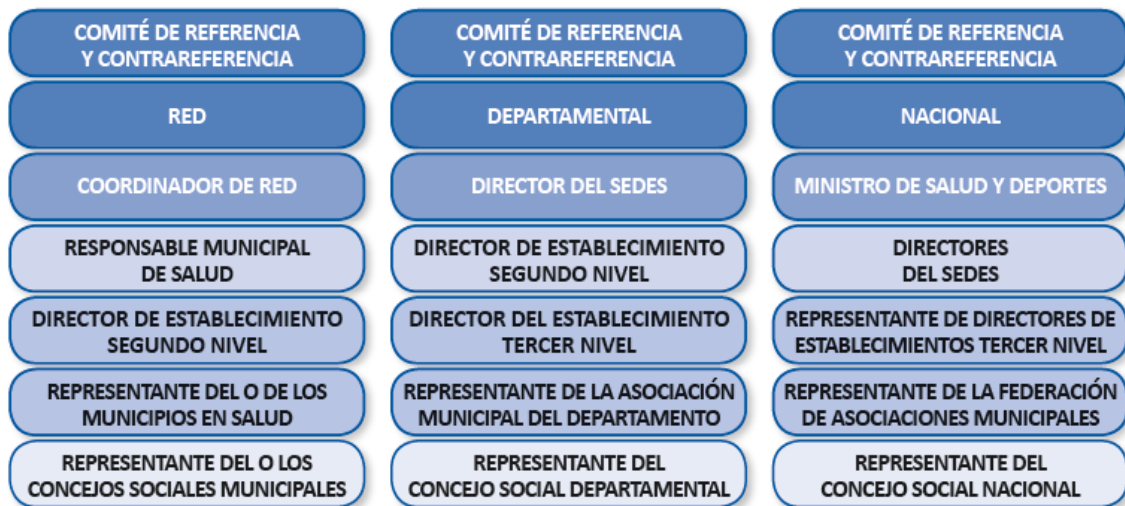 COMITÉ DE REFERENCIA
Y CONTRAREFERENCIA
RED
COORDINADOR DE RED
RESPONSABLE MUNICIPAL
DE SALUD
DIRECTOR DE ESTABLECIMIENTO
SEGUNDO NIVEL
REPRESENTANTE DEL O DE LOS
MUNICIPIOS EN SALUD
REPRESENTANTE DEL O LOS
CONCEJOS SOCIALES MUNICIPALES
COMITÉ DE REFERENCIA
Y CONTRAREFERENCIA
DEPARTAMENTAL
DIRECTOR DEL SEDES
DIRECTOR DE ESTABLECIMIENTO
SEGUNDO NIVEL
DIRECTOR DEL ESTABLECIMIENTO
TERCER NIVEL
REPRESENTANTE DE LA ASOCIACIÓN
MUNICIPAL DEL DEPARTAMENTO
REPRESENTANTE DEL
CONCEJO SOCIAL DEPARTAMENTAL
COMITÉ DE REFERENCIA
Y CONTRAREFERENCIA
NACIONAL
MINISTRO DE SALUD Y DEPORTES
DIRECTORES
DEL SEDES
REPRESENTANTE DE DIRECTORES DE
ESTABLECIMIENTOS TERCER NIVEL
REPRESENTANTE DE LA FEDERACIÓN
DE ASOCIACIONES MUNICIPALES
REPRESENTANTE DEL
CONCEJO SOCIAL NACIONAL